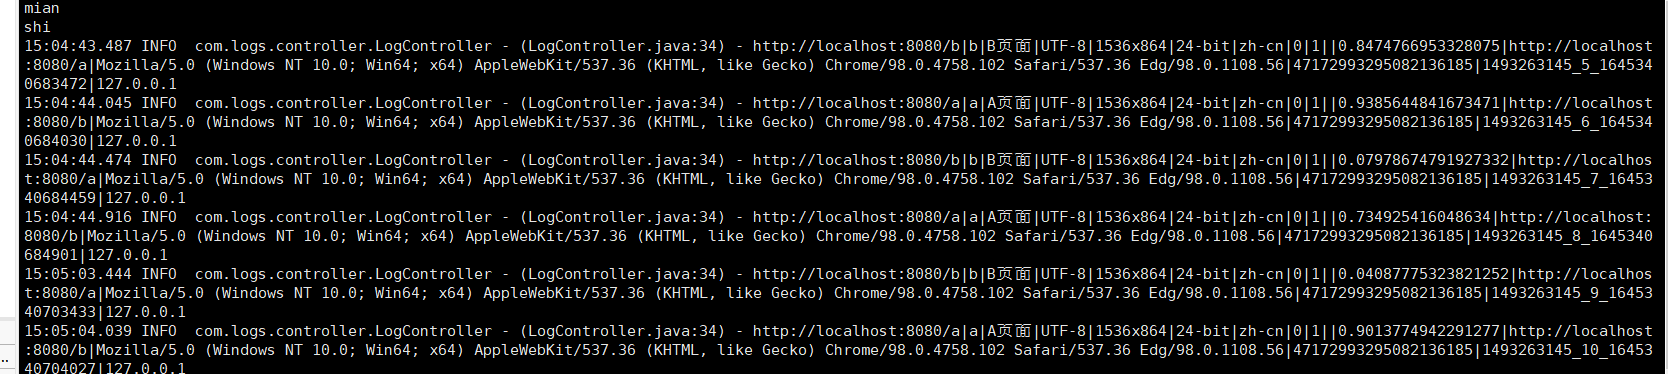 mian
shi
15:04:43.487 INFO  com.logs.controller.LogController - (LogController.java:34) - http://localhost:8080/b|b|B页面|UTF-8|1536x864|24-bit|zh-cn|0|1||0.8474766953328075|http://localhost
:8080/a|Mozilla/5.0 (Windows NT 10.0; Win64; x64) AppleWebKit/537.36 (KHTML, like Gecko) Chrome/98.0.4758.102 Safari/537.36 Edg/98.0.1108.56|47172993295082136185|1493263145_5_164534
0683472|127.0.0.1
15:04:44.045 INFO  com.logs.controller.LogController - (LogController.java:34) - http://localhost:8080/a|a|A页面|UTF-8|1536x864|24-bit|zh-cn|0|1||0.9385644841673471|http://localhost
:8080/b|Mozilla/5.0 (Windows NT 10.0; Win64; x64) AppleWebKit/537.36 (KHTML, like Gecko) Chrome/98.0.4758.102 Safari/537.36 Edg/98.0.1108.56|47172993295082136185|1493263145_6_164534
0684030|127.0.0.1
15:04:44.474 INFO  com.logs.controller.LogController - (LogController.java:34) - http://localhost:8080/b|b|B页面|UTF-8|1536x864|24-bit|zh-cn|0|1||0.07978674791927332|http://localhos
t:8080/a|Mozilla/5.0 (Windows NT 10.0; Win64; x64) AppleWebKit/537.36 (KHTML, like Gecko) Chrome/98.0.4758.102 Safari/537.36 Edg/98.0.1108.56|47172993295082136185|1493263145_7_16453
40684459|127.0.0.1
15:04:44.916 INFO  com.logs.controller.LogController - (LogController.java:34) - http://localhost:8080/a|a|A页面|UTF-8|1536x864|24-bit|zh-cn|0|1||0.734925416048634|http://localhost:
8080/b|Mozilla/5.0 (Windows NT 10.0; Win64; x64) AppleWebKit/537.36 (KHTML, like Gecko) Chrome/98.0.4758.102 Safari/537.36 Edg/98.0.1108.56|47172993295082136185|1493263145_8_1645340
684901|127.0.0.1
15:05:03.444 INFO  com.logs.controller.LogController - (LogController.java:34) - http://localhost:8080/b|b|B页面|UTF-8|1536x864|24-bit|zh-cn|0|1||0.04087775323821252|http://localhos
t:8080/a|Mozilla/5.0 (Windows NT 10.0; Win64; x64) AppleWebKit/537.36 (KHTML, like Gecko) Chrome/98.0.4758.102 Safari/537.36 Edg/98.0.1108.56|47172993295082136185|1493263145_9_16453
40703433|127.0.0.1
15:05:04.039 INFO  com.logs.controller.LogController - (LogController.java:34) - http://localhost:8080/a|a|A页面|UTF-8|1536x864|24-bit|zh-cn|0|1||0.9013774942291277|http://localhost
:8080/b|Mozilla/5.0 (Windows NT 10.0; Win64; x64) AppleWebKit/537.36 (KHTML, like Gecko) Chrome/98.0.4758.102 Safari/537.36 Edg/98.0.1108.56|47172993295082136185|1493263145_10_16453
40704027|127.0.0.1